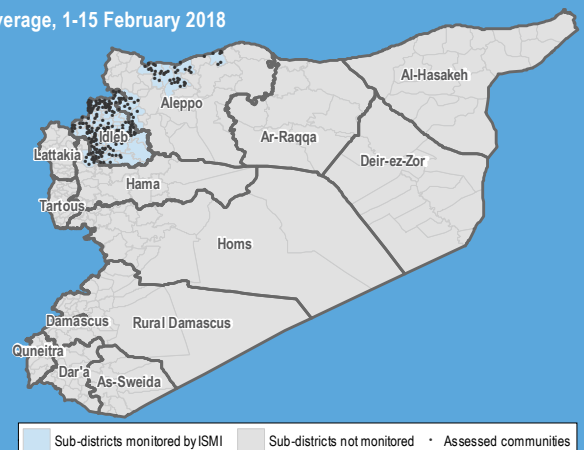 verage, 1-15 February 2018
Al-Hasakeh
Aleppo
Ar-Raqqa
Idleb
Lattakia
Deir-ez-Zor
Hama
Tartous
Homs
Damascus
Rural Damascus
Quneitra
Dar'a
As-Sweida
Sub-districts monitored by ISMI
Sub-districts not monitored
Assessed communities